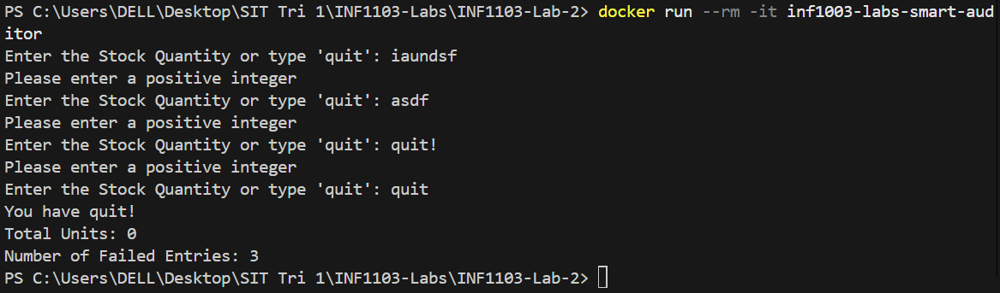 PS C:\Users\DELL\Desktop\SIT Tri 1\INF1103-Labs\INF1103-Lab-2> docker run --rm -it inf1003-labs-smart-aud
itor
Enter the Stock Quantity or type 'quit': iaundsf
Please enter a positive integer
Enter the Stock Quantity or type 'quit': asdf
Please enter a positive integer
Enter the Stock Quantity or type 'quit': quit!
Please enter a positive integer
Enter the Stock Quantity or type 'quit': quit
You have quit!
Total Units: 0
Number of Failed Entries: 3
PS C:\Users\DELL\Desktop\SIT Tri 1\INF1103-Labs\INF1103-Lab-2>